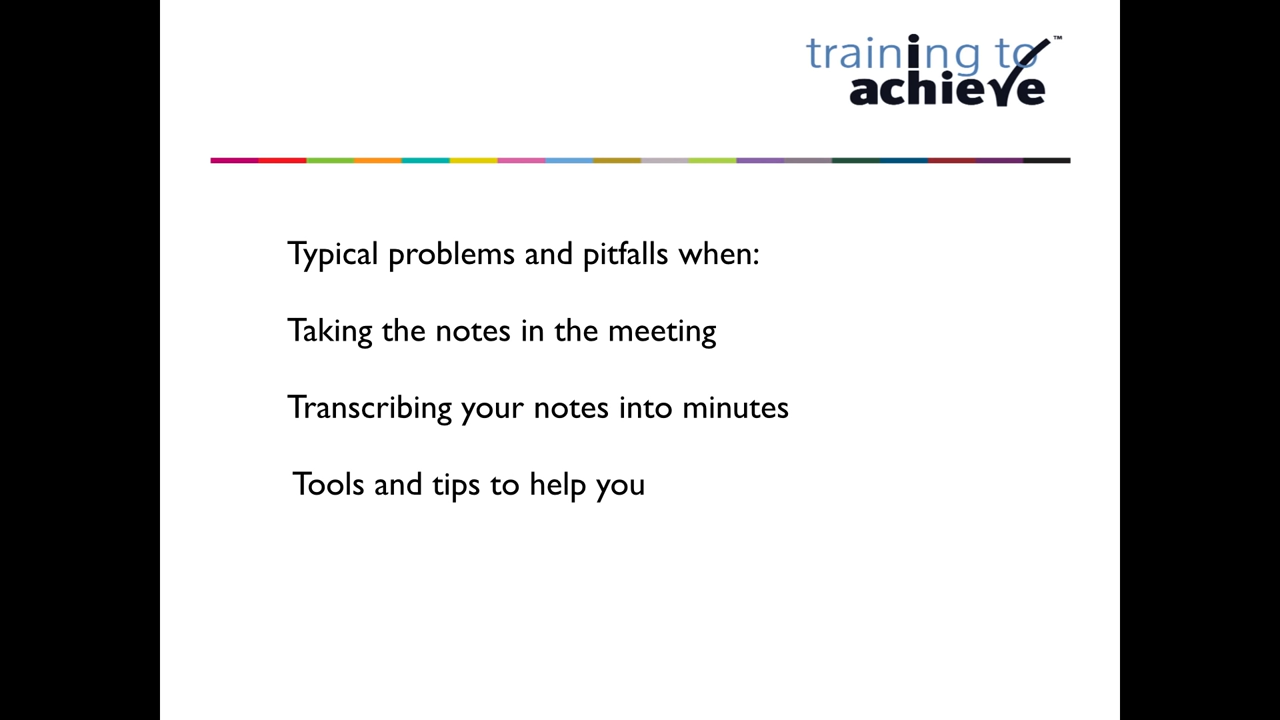 training to™
achieve
Typical problems and pitfalls when:
Taking the notes in the meeting
Transcribing your notes into minutes
Tools and tips to help you